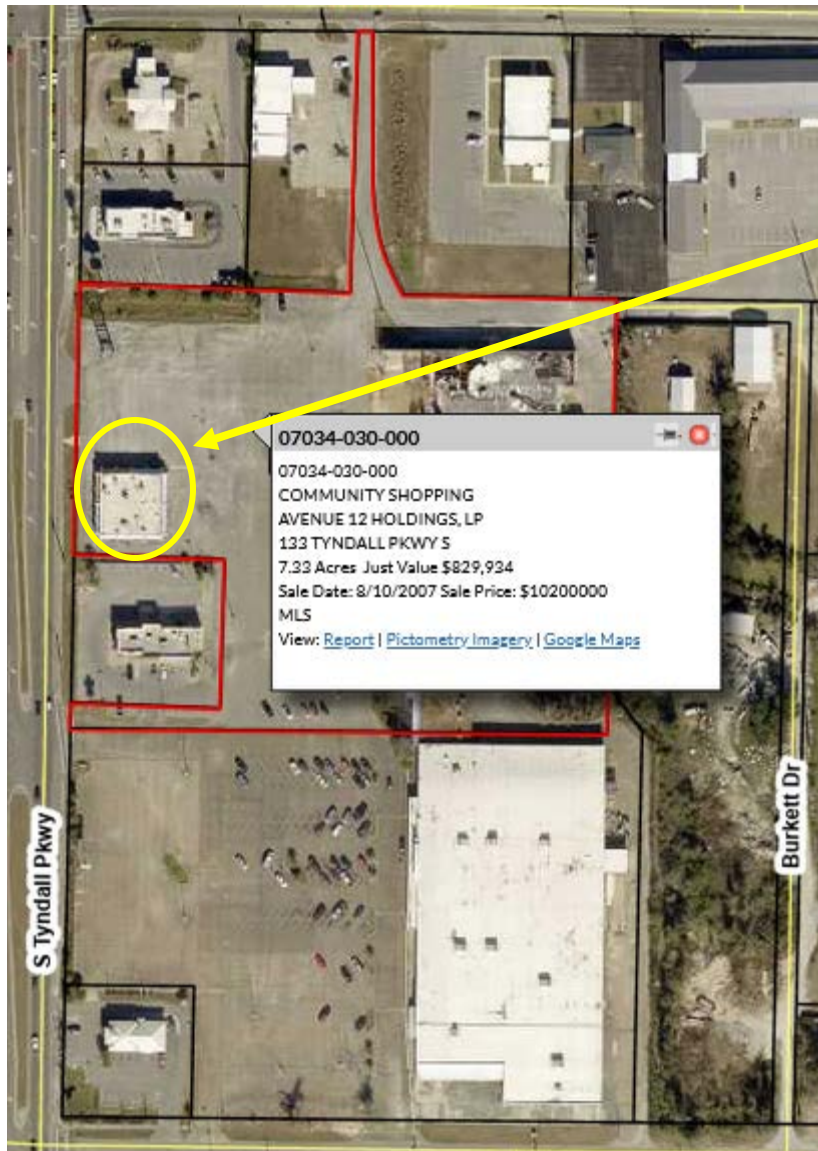 07034-030-000
07034-030-000
COMMUNITY SHOPPING
AVENUE 12 HOLDINGS, LP
133 TYNDALL PKWY S
7.33 Acres Just Value $829,934
Sale Date: 8/10/2007 Sale Price: $10200000
MLS
View: Report | Pictometry Imagery | Google Maps
S Tyndall Pkwy
Burkett Dr